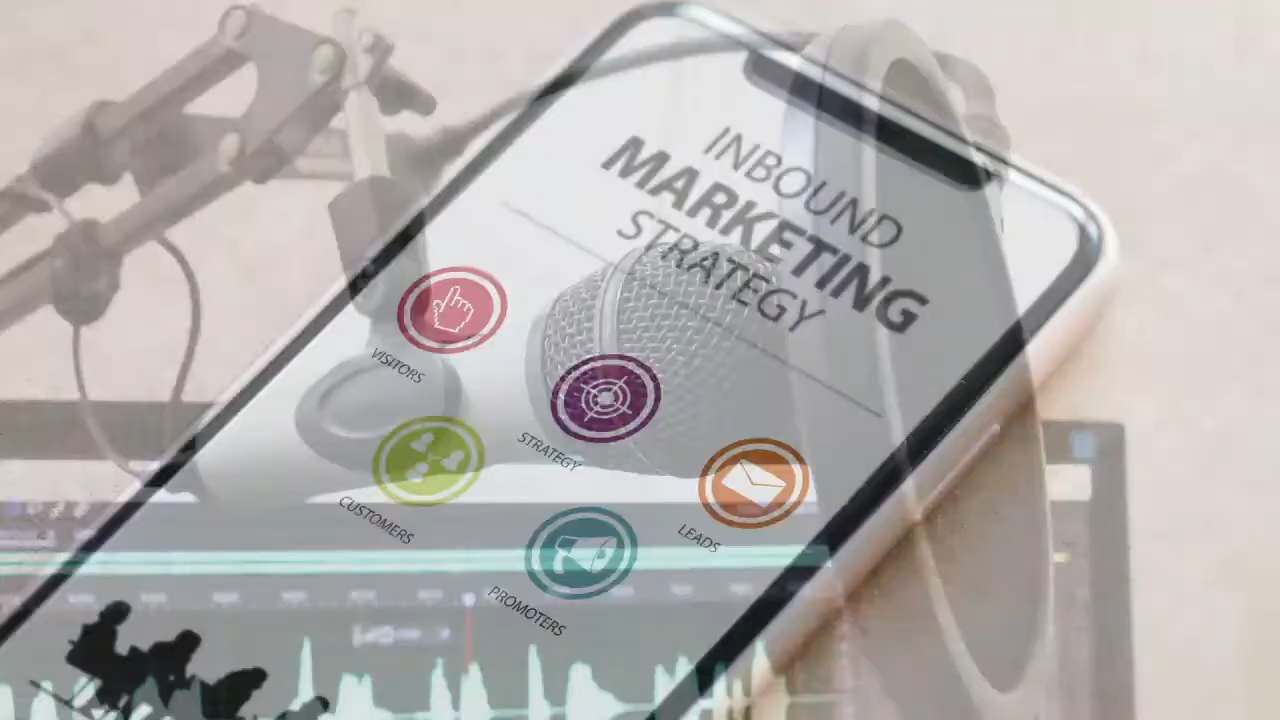 INBOUND
MARKETING
STRATEGY
VISITORS
STRATEGY
CUSTOMERS
LEADS
PROMOTERS